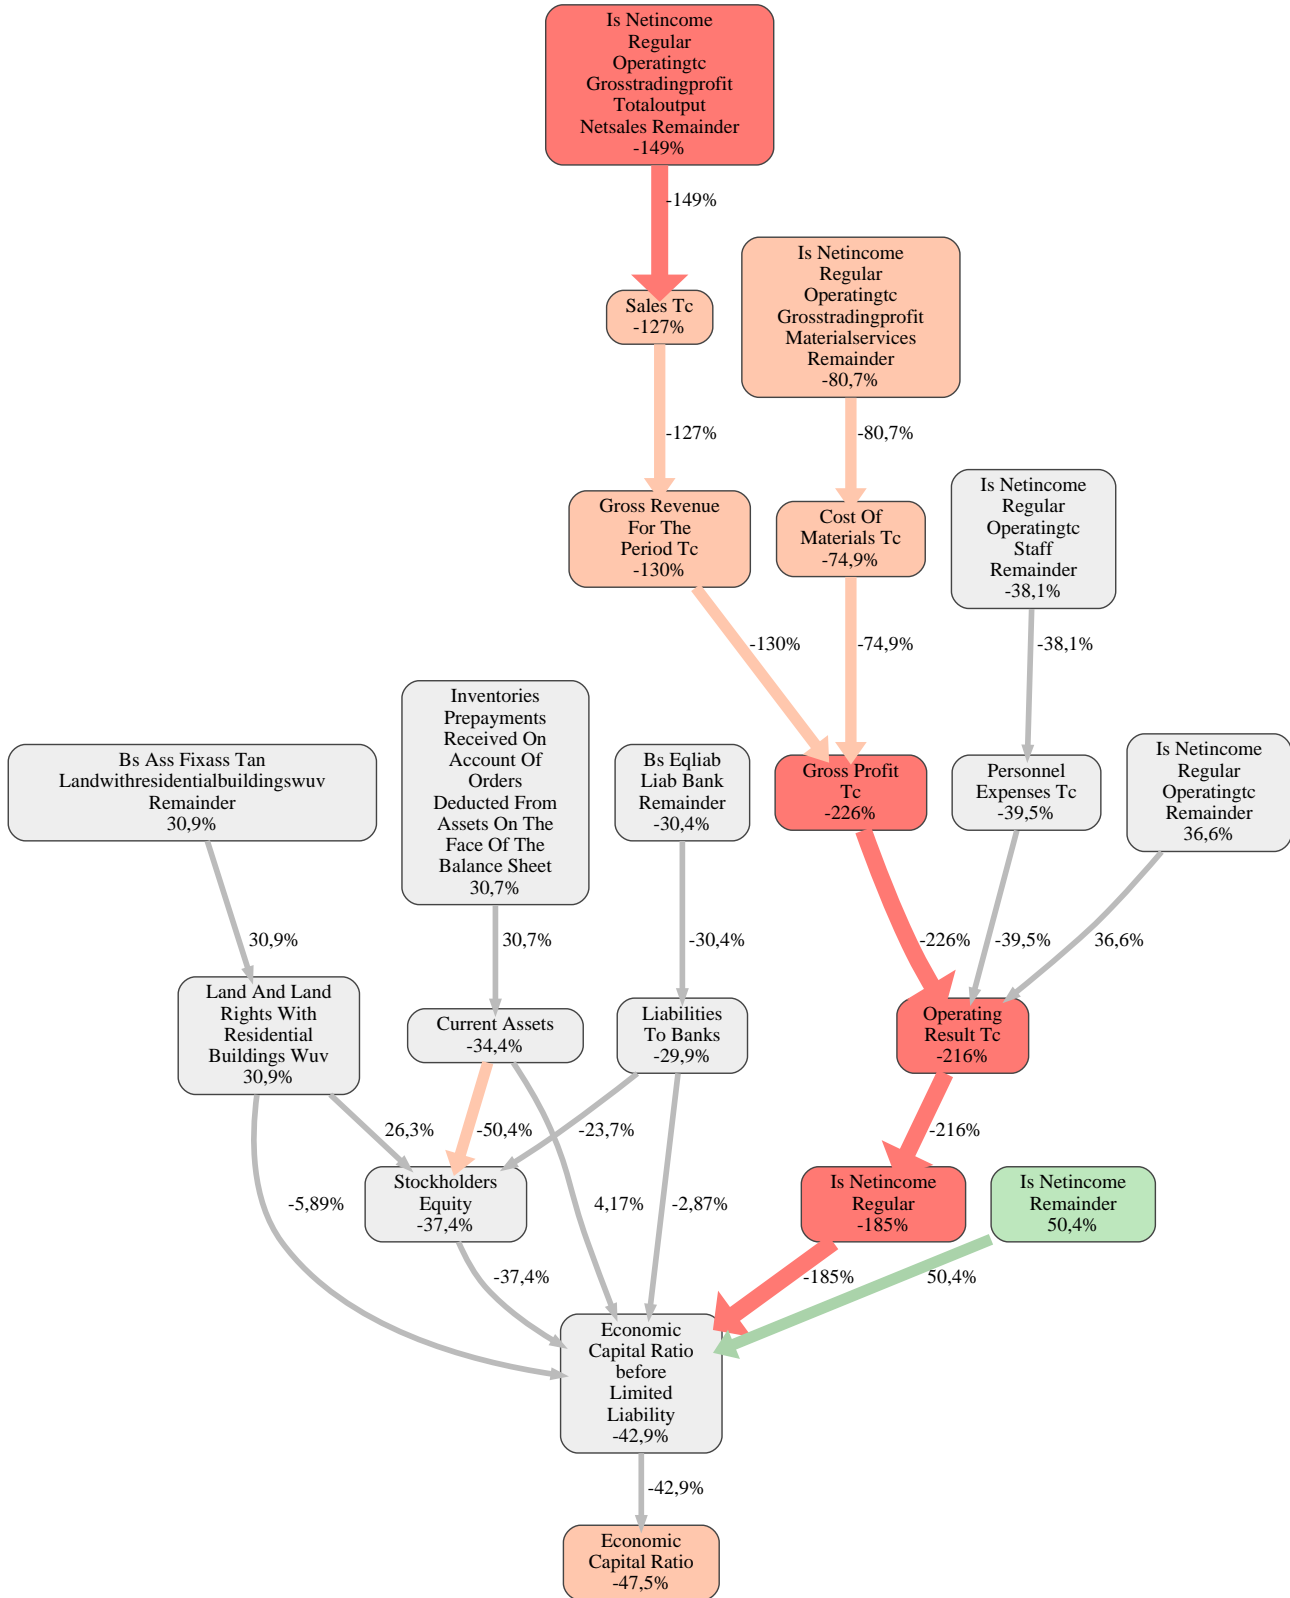 Is Netincome
Regular
Operatingtc
Grosstradingprofit
Totaloutput
Netsales Remainder
-149%
-149%
Is Netincome
Regular
Operatingtc
Grosstradingprofit
Materialservices
Remainder
-80,7%
Sales Tc
-127%
-127%
-80,7%
Is Netincome
Regular
Operatingtc
Staff
Remainder
-38,1%
Gross Revenue
For The
Period Tc
-130%
Cost Of
Materials Tc
-74,9%
-130%
-74,9%
-38,1%
Inventories
Prepayments
Received On
Account Of
Orders
Deducted From
Assets On The
Face Of The
Balance Sheet
30,7%
Bs Ass Fixass Tan
Landwithresidentialbuildingswuv
Remainder
30,9%
Bs Eqliab
Liab Bank
Remainder
-30,4%
Gross Profit
Tc
-226%
Personnel
Expenses Tc
-39,5%
Is Netincome
Regular
Operatingtc
Remainder
36,6%
30,9%
30,7%
-30,4%
-226%
-39,5%
36,6%
Land And Land
Rights With
Residential
Buildings Wuv
30,9%
Current Assets
-34,4%
Liabilities
To Banks
-29,9%
Operating
Result Tc
-216%
26,3%
-50,4%
-23,7%
-216%
-5,89%
Stockholders
Equity
-37,4%
4,17%
-2,87%
Is Netincome
Regular
-185%
Is Netincome
Remainder
50,4%
-37,4%
-185%
50,4%
Economic
Capital Ratio
before
Limited
Liability
-42,9%
-42,9%
Economic
Capital Ratio
-47,5%